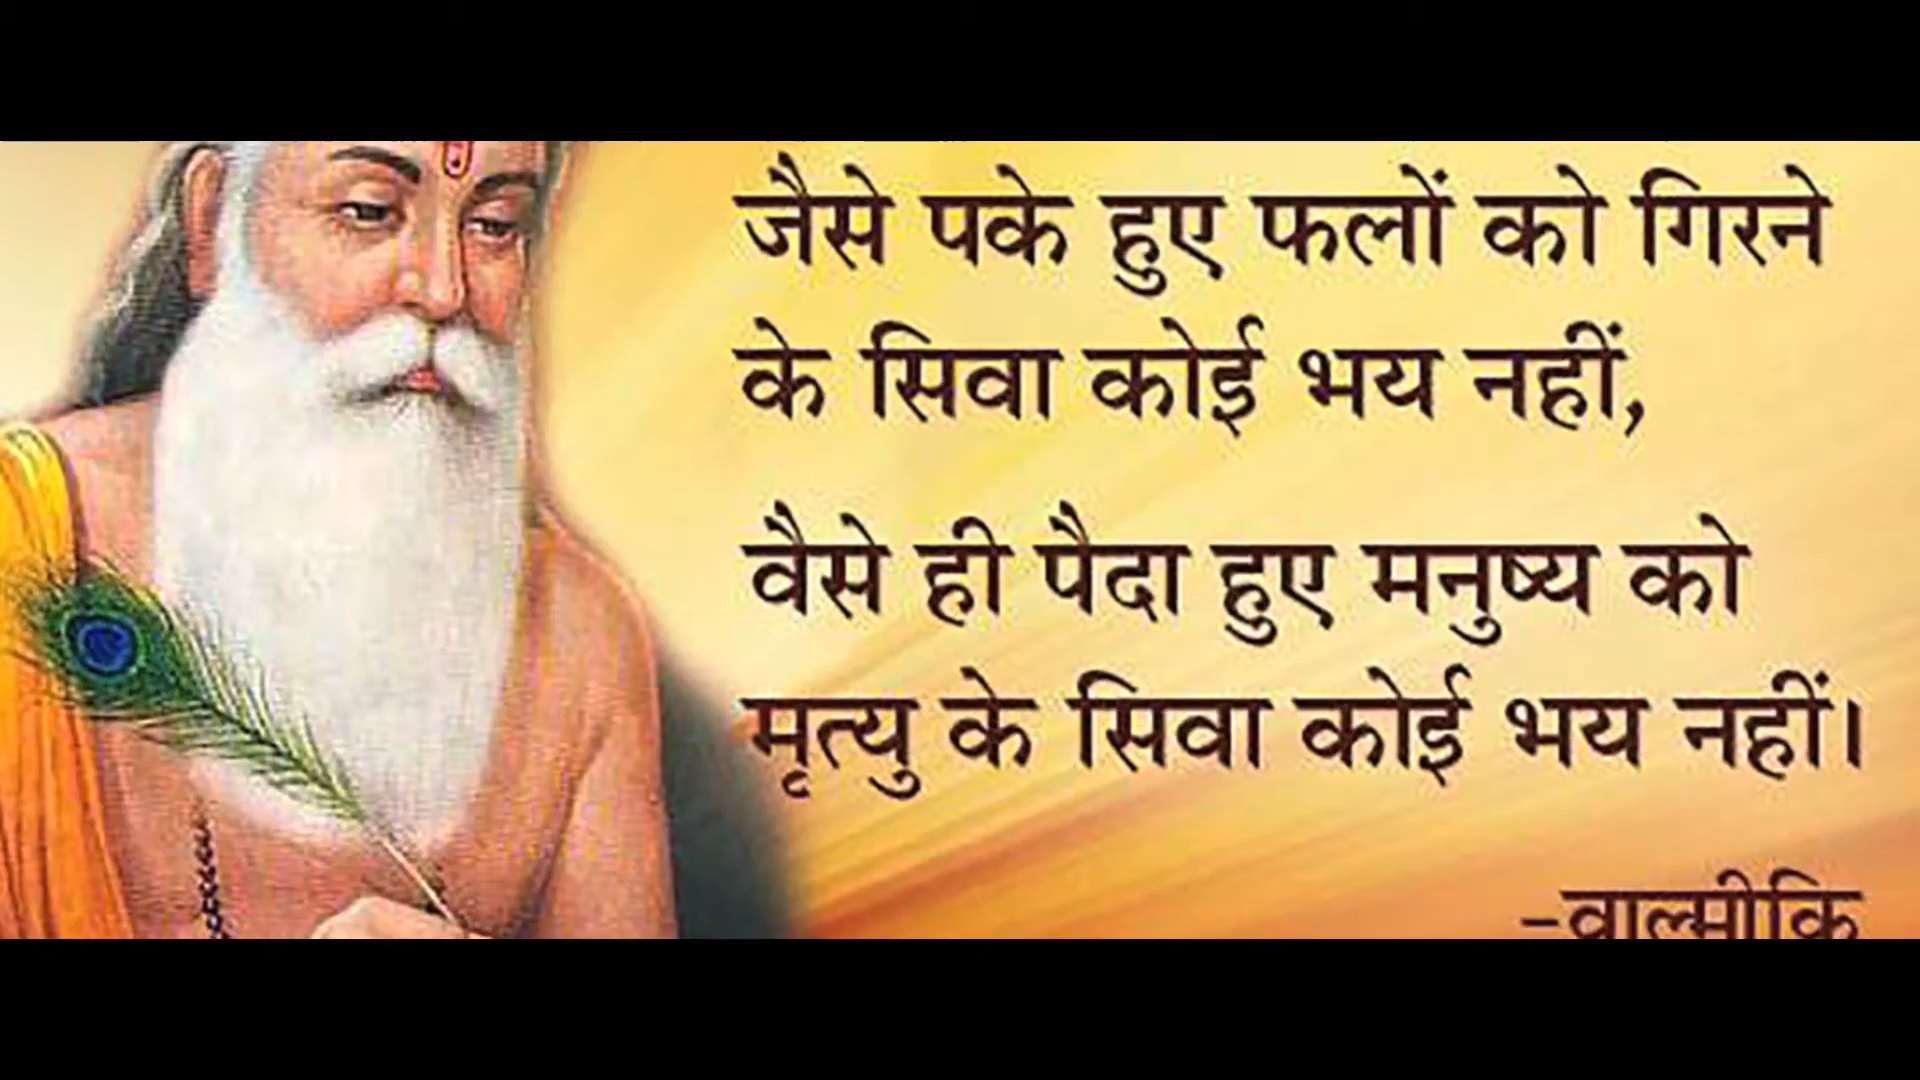 जैसे पके हुए फलों को गिरने
के सिवा कोई भय नहीं,
वैसे ही पैदा हुए मनुष्य को
मृत्यु के सिवा कोई भय नहीं।
-वाल्मीकि